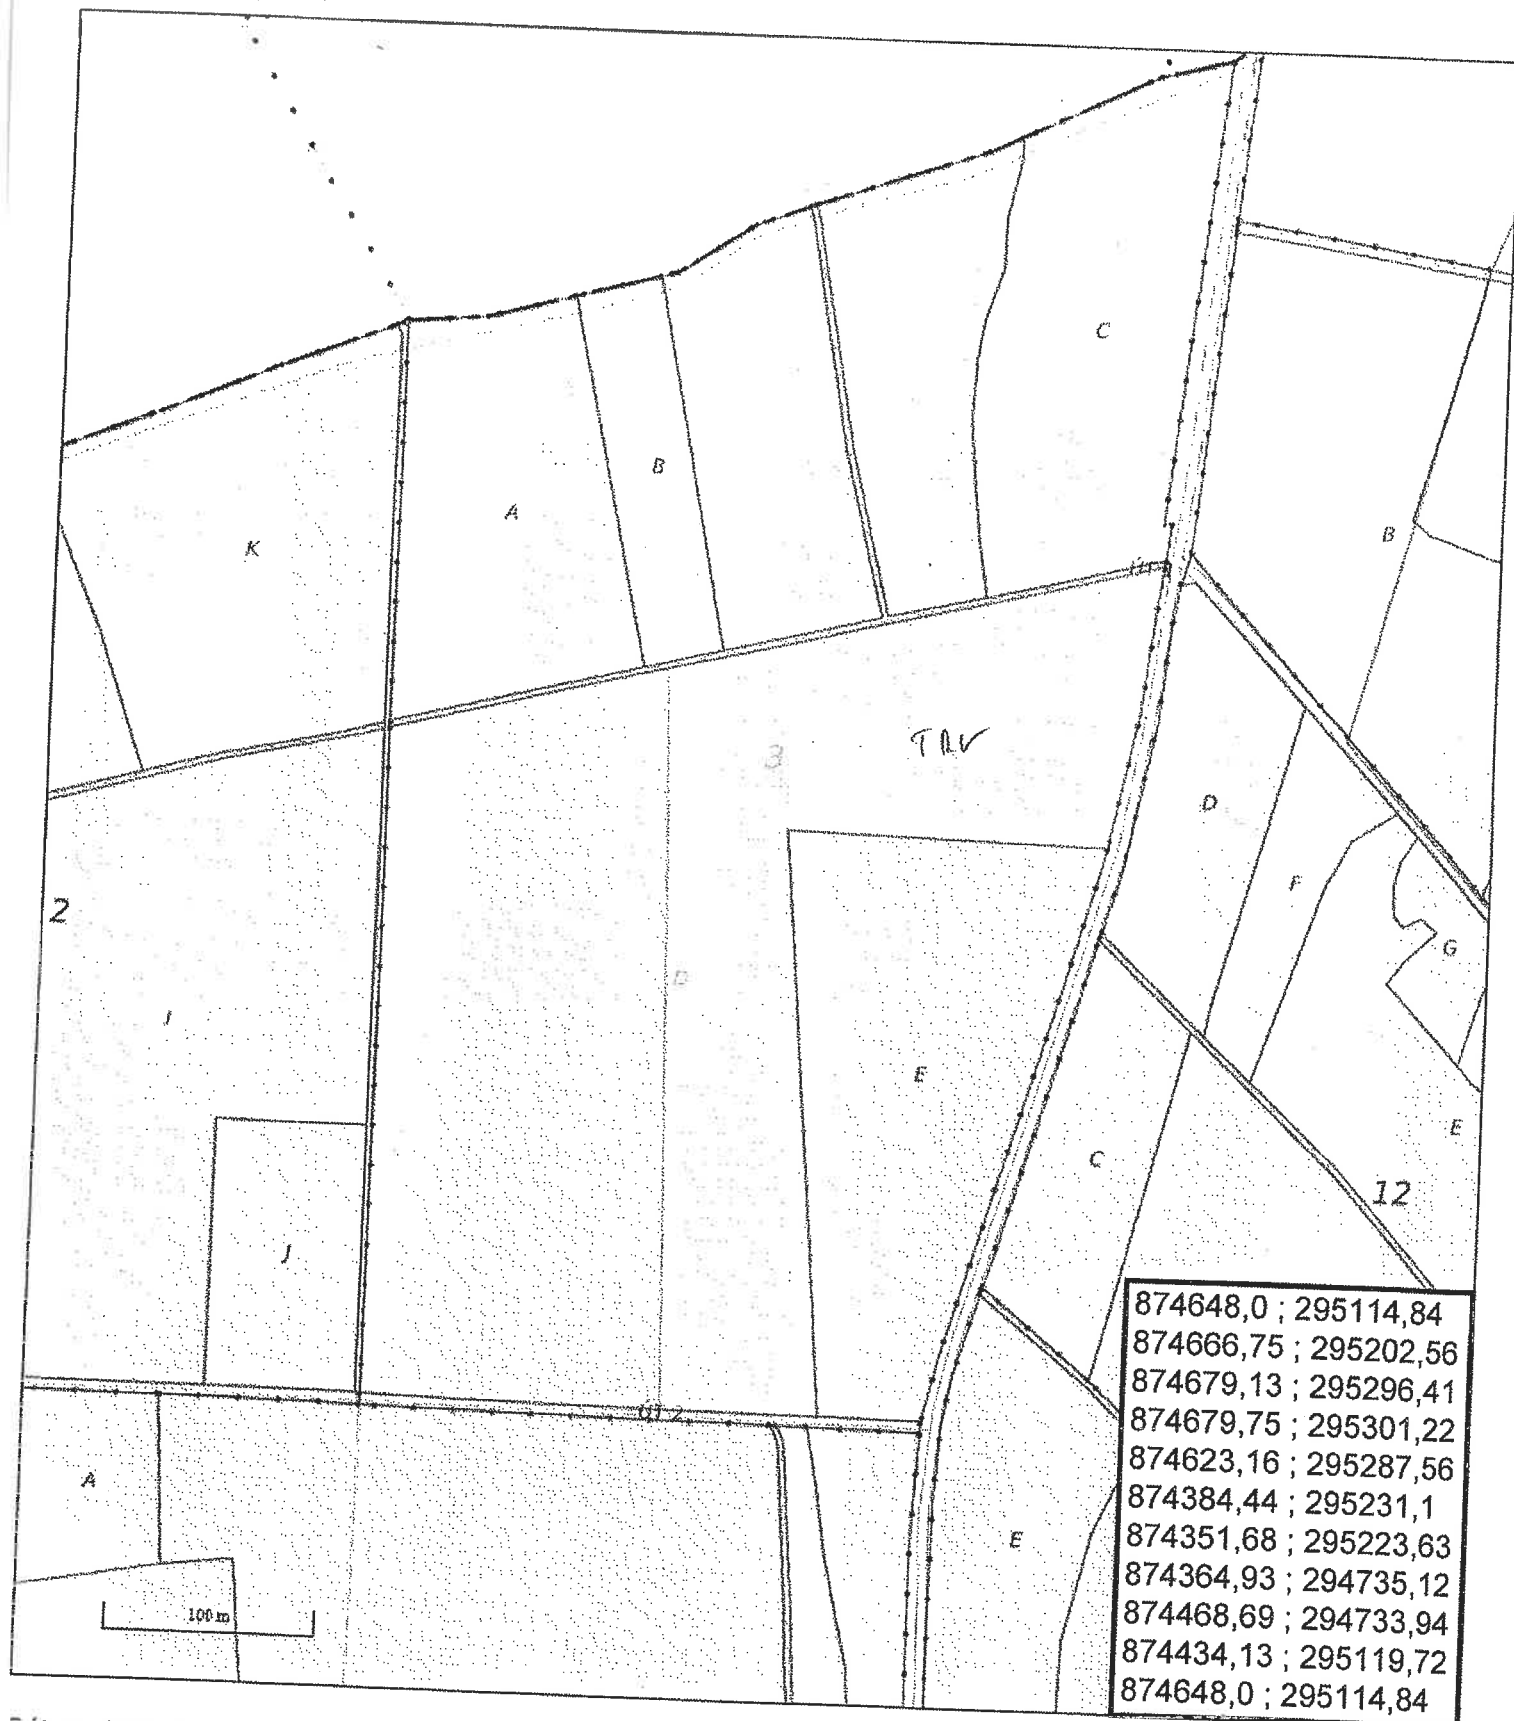 C
B
A
K
B
TRV
3
D
F
2
G
D
I
E
E
C
12
J
A
E
100 m
874648,0 ; 295114,84
874666,75 ; 295202,56
874679,13 ; 295296,41
874679,75 ; 295301,22
874623,16 ; 295287,56
874384,44 ; 295231,1
874351,68 ; 295223,63
874364,93 ; 294735,12
874468,69 ; 294733,94
874434,13 ; 295119,72
874648,0 ; 295114,84